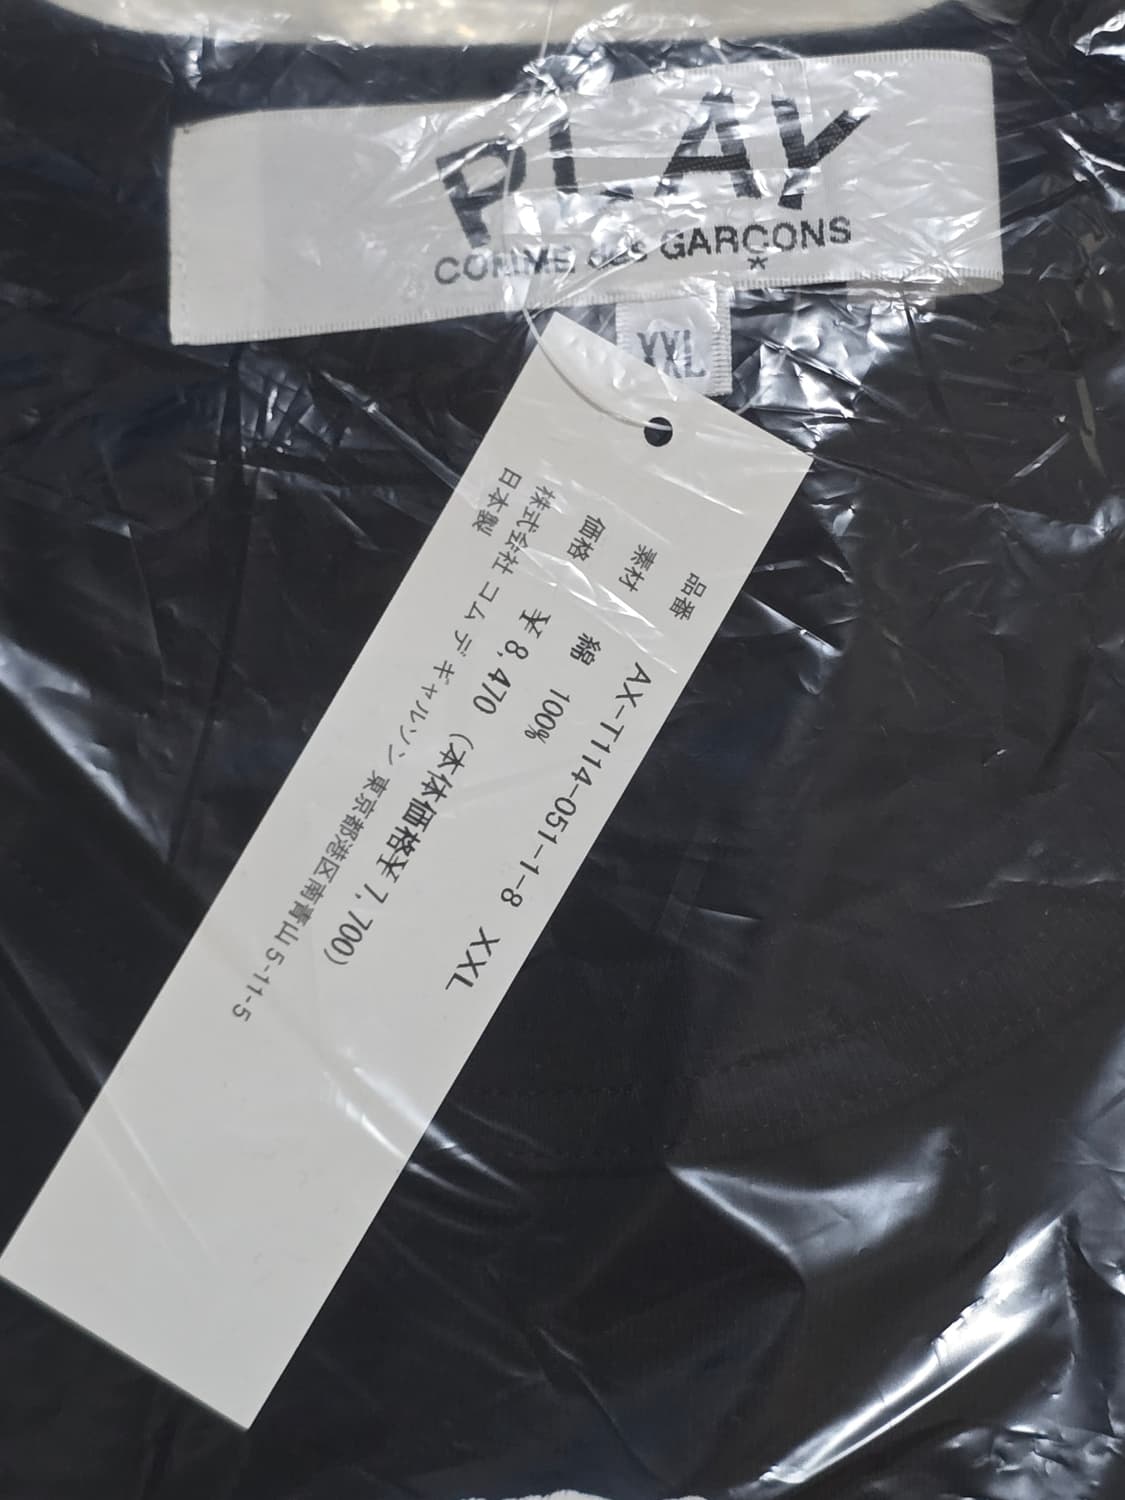 PLAY
COMME des GARÇONS
XXL
品番 AX-T114-051-1-8 XXL
素材 綿 100%
価格 ¥8,470 (本体価格¥7,700)
株式会社 コム デ ギャルソン 東京都港区南青山5-11-5
日本製